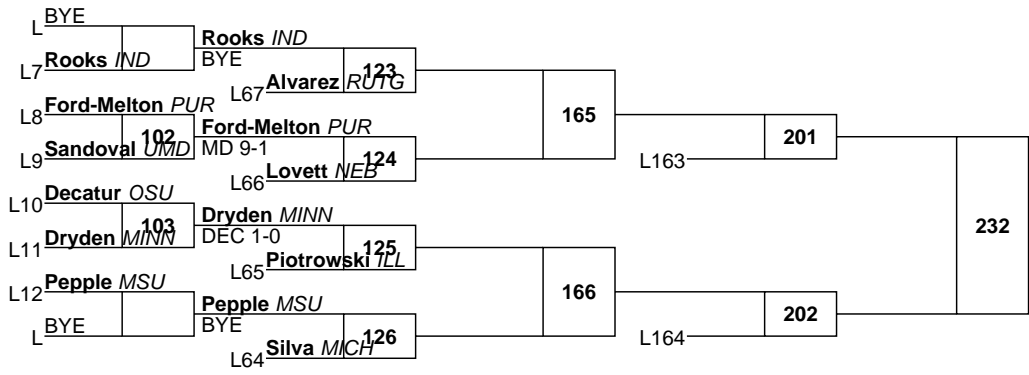 L BYE
L7 Rooks IND
Rooks IND
BYE
123
L67 Alvarez RUTG
165
L8 Ford-Melton PUR
102
L9 Sandoval UMD
Ford-Melton PUR
MD 9-1
124
L66 Lovett NEB
201
L163
L10 Decatur OSU
103
L11 Dryden MINN
Dryden MINN
DEC 1-0
125
L65 Piotrowski ILL
166
L12 Pepple MSU
L BYE
Pepple MSU
BYE
126
L64 Silva MICH
202
L164
232